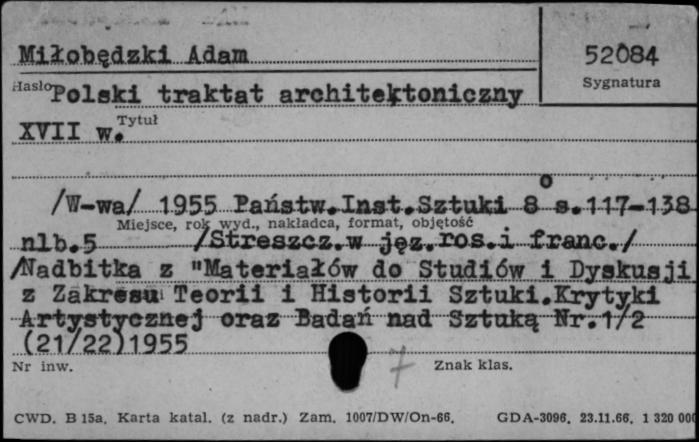 Miłobędzki Adam
52084
Hasło
Sygnatura
Polski traktat architektoniczny
Tytuł
XVII w.
/W-wa/ 1955 Państw.Inst.Sztuki 8° s.117-138
Miejsce, rok wyd., nakładca, format, objętość
nlb.5 /Streszcz.w jęz.ros.i franc./
/Nadbitka z "Materiałów do Studiów i Dyskusji
z Zakresu Teorii i Historii Sztuki.Krytyki
Artystycznej oraz Badań nad Sztuką Nr.1/2
(21/22)1955
Nr inw.
7
Znak klas.
CWD. B 15a. Karta katal. (z nadr.) Zam. 1007/DW/On-66. GDA-3096. 23.11.66. 1 320 000